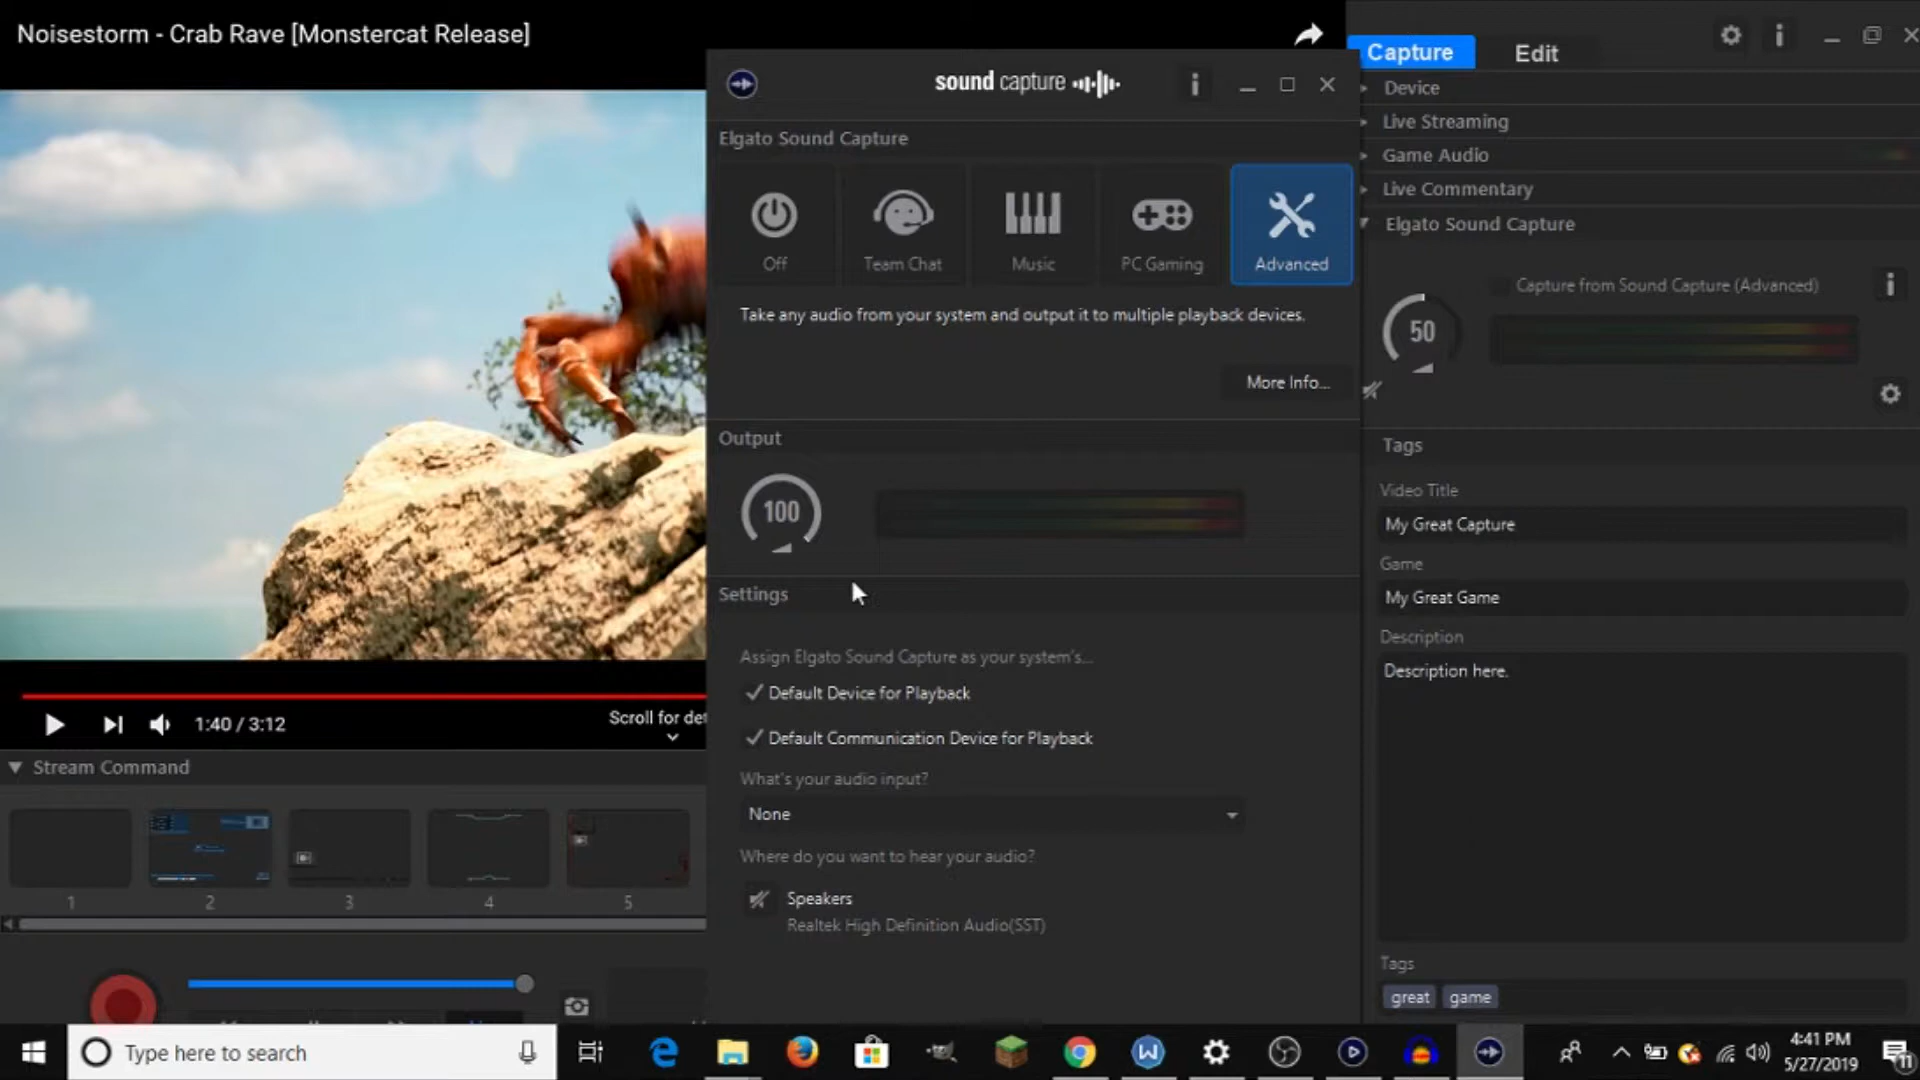 Noisestorm - Crab Rave [Monstercat Release]
1:40 / 3:12
Scroll for det
Stream Command
1 2 3 4 5
sound capture
Elgato Sound Capture
Off Team Chat Music PC Gaming Advanced
Take any audio from your system and output it to multiple playback devices.
More Info...
Output
100
Settings
Assign Elgato Sound Capture as your system's...
Default Device for Playback
Default Communication Device for Playback
What's your audio input?
None
Where do you want to hear your audio?
Speakers
Realtek High Definition Audio(SST)
Capture Edit
Device
Live Streaming
Game Audio
Live Commentary
Elgato Sound Capture
Capture from Sound Capture (Advanced)
50
Tags
Video Title
My Great Capture
Game
My Great Game
Description
Description here.
Tags
great game
Type here to search
4:41 PM
5/27/2019
11